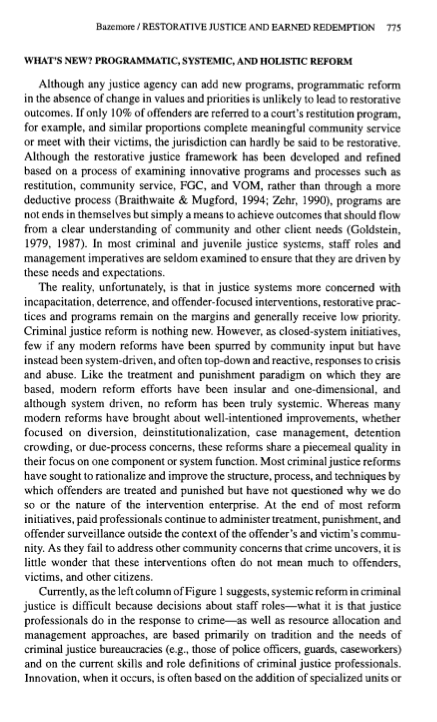 Bazemore / RESTORATIVE JUSTICE AND EARNED REDEMPTION 775
WHAT'S NEW? PROGRAMMATIC, SYSTEMIC, AND HOLISTIC REFORM
Although any justice agency can add new programs, programmatic reform
in the absence of change in values and priorities is unlikely to lead to restorative
outcomes. If only 10% of offenders are referred to a court's restitution program,
for example, and similar proportions complete meaningful community service
or meet with their victims, the jurisdiction can hardly be said to be restorative.
Although the restorative justice framework has been developed and refined
based on a process of examining innovative programs and processes such as
restitution, community service, FGC, and VOM, rather than through a more
deductive process (Braithwaite & Mugford, 1994; Zehr, 1990), programs are
not ends in themselves but simply a means to achieve outcomes that should flow
from a clear understanding of community and other client needs (Goldstein,
1979, 1987). In most criminal and juvenile justice systems, staff roles and
management imperatives are seldom examined to ensure that they are driven by
these needs and expectations.
The reality, unfortunately, is that in justice systems more concerned with
incapacitation, deterrence, and offender-focused interventions, restorative prac-
tices and programs remain on the margins and generally receive low priority.
Criminal justice reform is nothing new. However, as closed-system initiatives,
few if any modern reforms have been spurred by community input but have
instead been system-driven, and often top-down and reactive, responses to crisis
and abuse. Like the treatment and punishment paradigm on which they are
based, modern reform efforts have been insular and one-dimensional, and
although system driven, no reform has been truly systemic. Whereas many
modern reforms have brought about well-intentioned improvements, whether
focused on diversion, deinstitutionalization, case management, detention
crowding, or due-process concerns, these reforms share a piecemeal quality in
their focus on one component or system function. Most criminal justice reforms
have sought to rationalize and improve the structure, process, and techniques by
which offenders are treated and punished but have not questioned why we do
so or the nature of the intervention enterprise. At the end of most reform
initiatives, paid professionals continue to administer treatment, punishment, and
offender surveillance outside the context of the offender's and victim's commu-
nity. As they fail to address other community concerns that crime uncovers, it is
little wonder that these interventions often do not mean much to offenders,
victims, and other citizens.
Currently, as the left column of Figure 1 suggests, systemic reform in criminal
justice is difficult because decisions about staff roles—what it is that justice
professionals do in the response to crime—as well as resource allocation and
management approaches, are based primarily on tradition and the needs of
criminal justice bureaucracies (e.g., those of police officers, guards, caseworkers)
and on the current skills and role definitions of criminal justice professionals.
Innovation, when it occurs, is often based on the addition of specialized units or